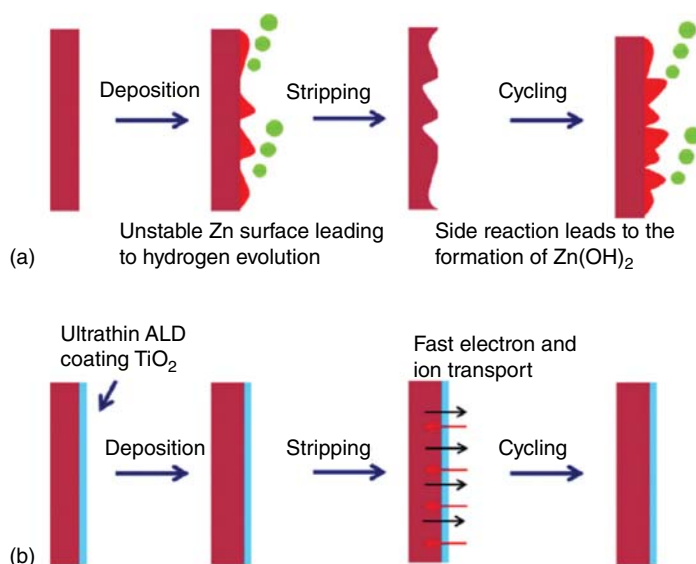 Deposition
Stripping
Cycling
Unstable Zn surface leading
to hydrogen evolution
Side reaction leads to the
formation of Zn(OH)2
(a)
Ultrathin ALD
coating TiO2
Fast electron and
ion transport
Deposition
Stripping
Cycling
(b)